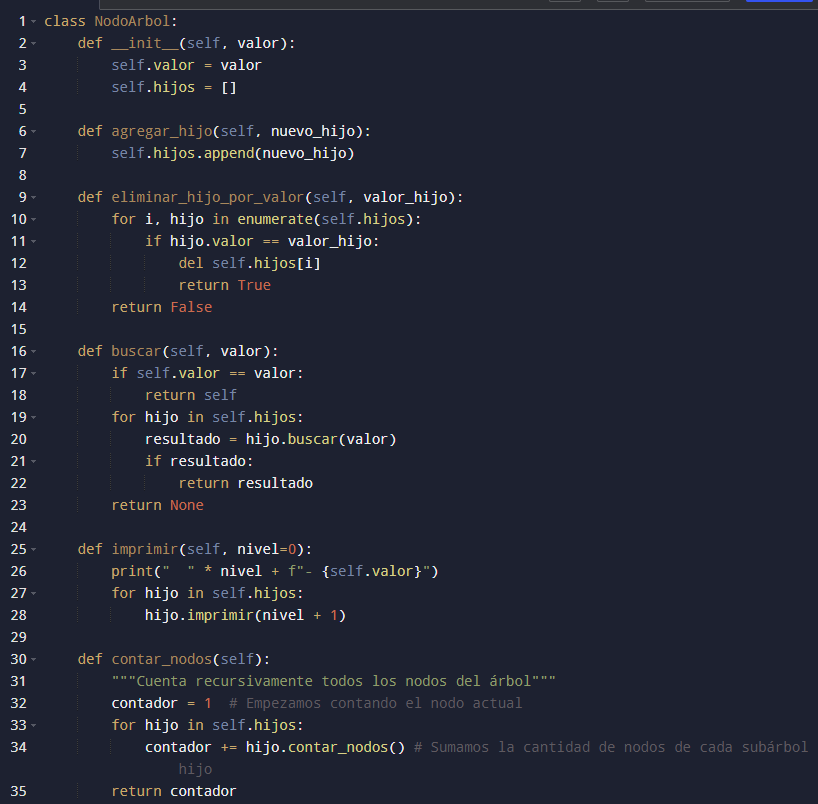 1 class NodoArbol:
2     def __init__(self, valor):
3         self.valor = valor
4         self.hijos = []
5
6     def agregar_hijo(self, nuevo_hijo):
7         self.hijos.append(nuevo_hijo)
8
9     def eliminar_hijo_por_valor(self, valor_hijo):
10         for i, hijo in enumerate(self.hijos):
11             if hijo.valor == valor_hijo:
12                 del self.hijos[i]
13                 return True
14         return False
15
16     def buscar(self, valor):
17         if self.valor == valor:
18             return self
19         for hijo in self.hijos:
20             resultado = hijo.buscar(valor)
21             if resultado:
22                 return resultado
23         return None
24
25     def imprimir(self, nivel=0):
26         print("  " * nivel + f"- {self.valor}")
27         for hijo in self.hijos:
28             hijo.imprimir(nivel + 1)
29
30     def contar_nodos(self):
31         """Cuenta recursivamente todos los nodos del árbol"""
32         contador = 1  # Empezamos contando el nodo actual
33         for hijo in self.hijos:
34             contador += hijo.contar_nodos() # Sumamos la cantidad de nodos de cada subárbol
                hijo
35         return contador